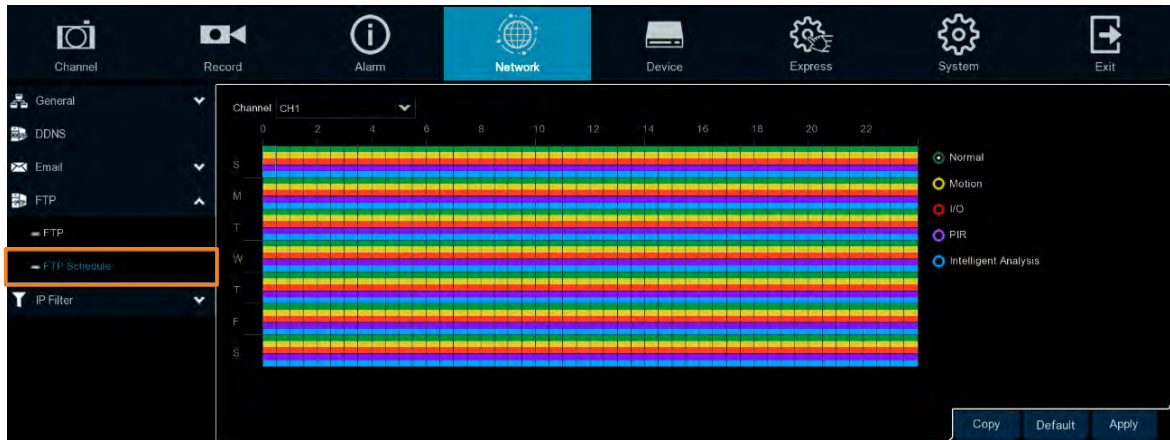 Channel Record Alarm Network Device Express System Exit
General
DDNS
Email
FTP
FTP
FTP Schedule
IP Filter
Channel CH1
0 2 4 6 8 10 12 14 16 18 20 22
S
M
T
W
T
F
S
Normal
Motion
I/O
PIR
Intelligent Analysis
Copy Default Apply